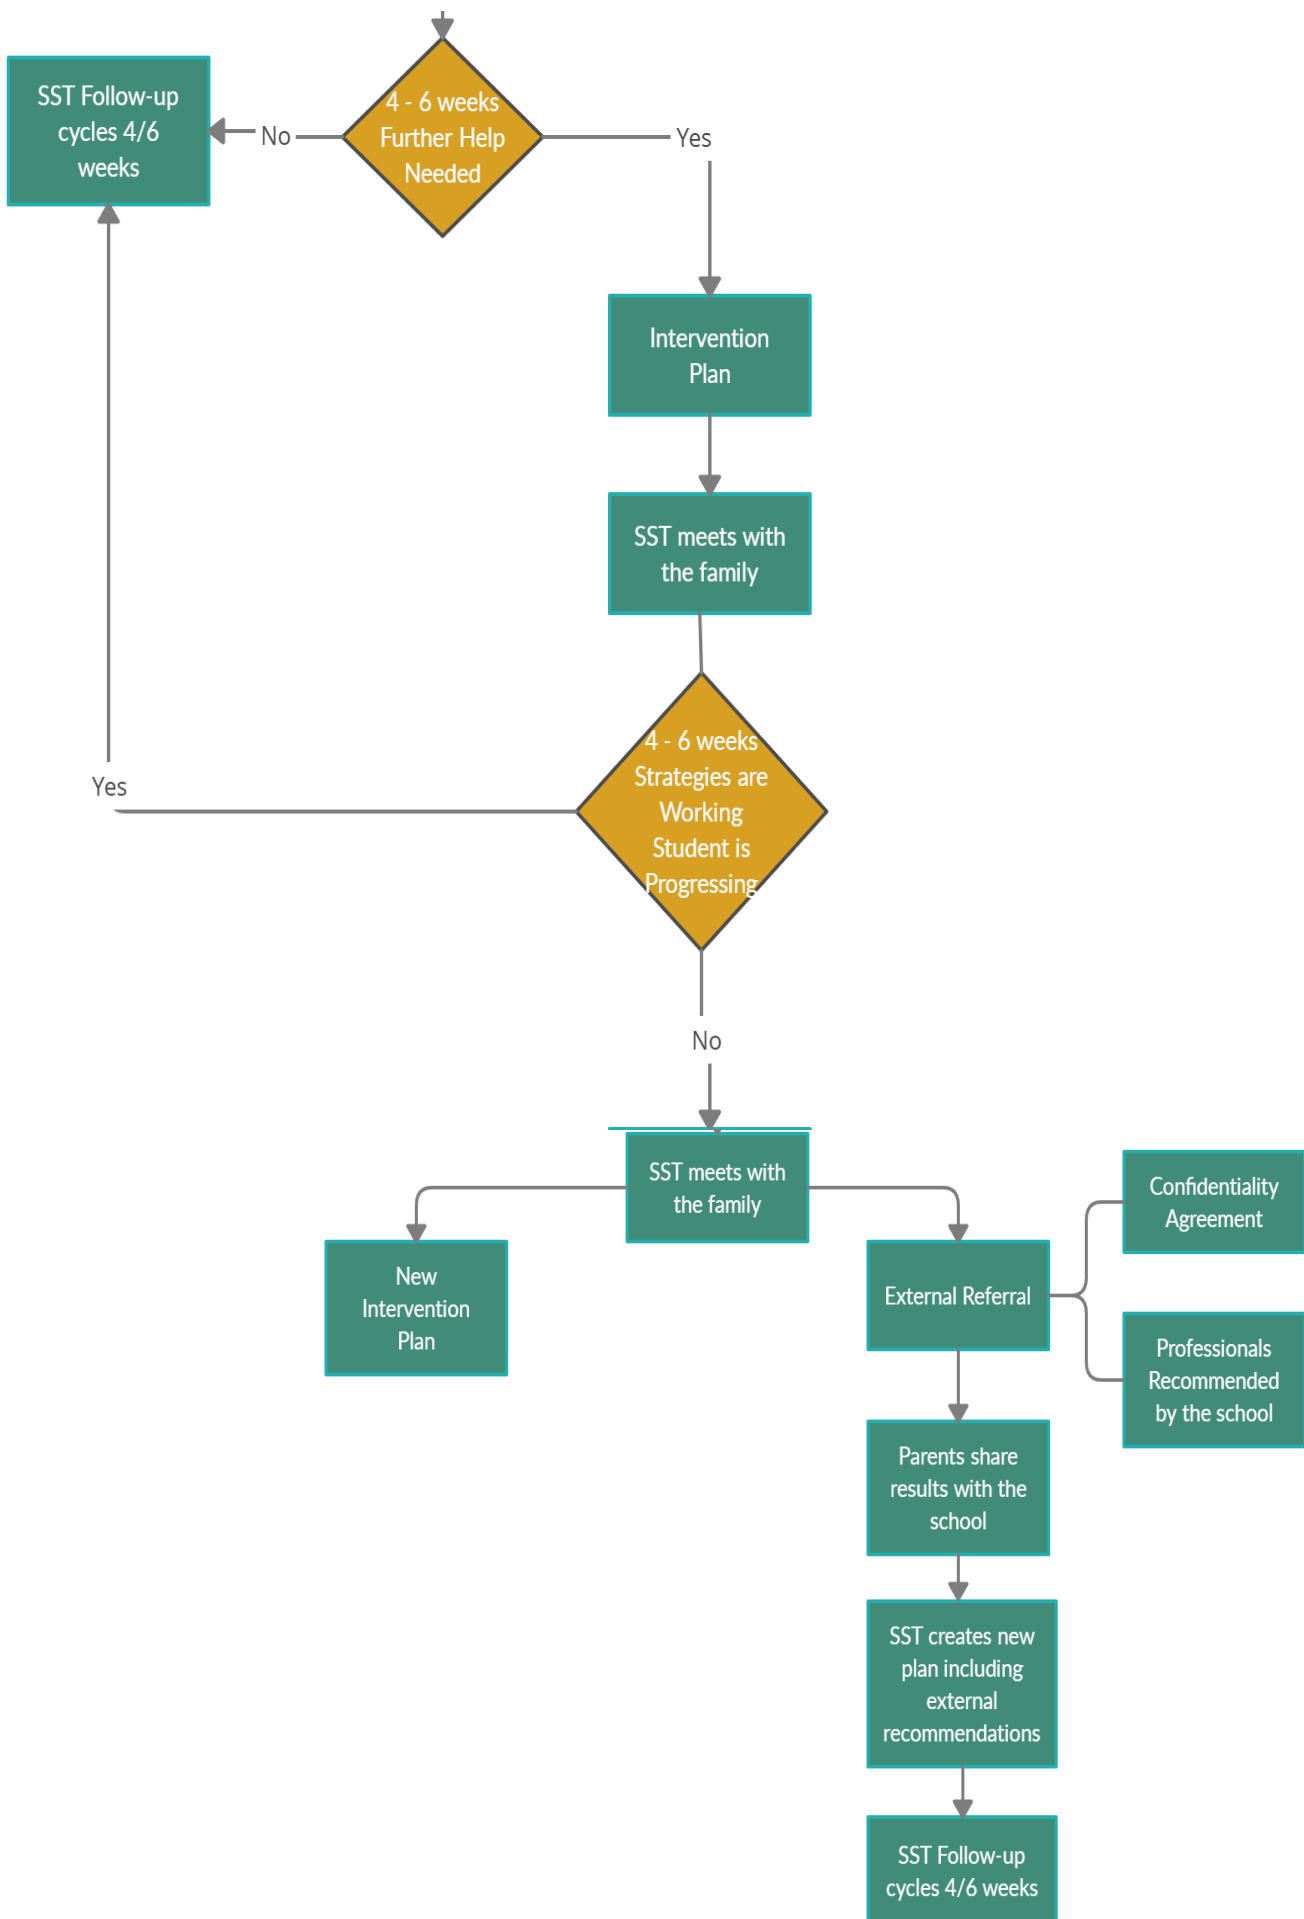 4 - 6 weeks
Further Help
Needed
SST Follow-up
cycles 4/6
weeks
No
Yes
Intervention
Plan
SST meets with
the family
4 - 6 weeks
Strategies are
Working
Student is
Progressing
Yes
No
SST meets with
the family
New
Intervention
Plan
External Referral
Confidentiality
Agreement
Professionals
Recommended
by the school
Parents share
results with the
school
SST creates new
plan including
external
recommendations
SST Follow-up
cycles 4/6 weeks